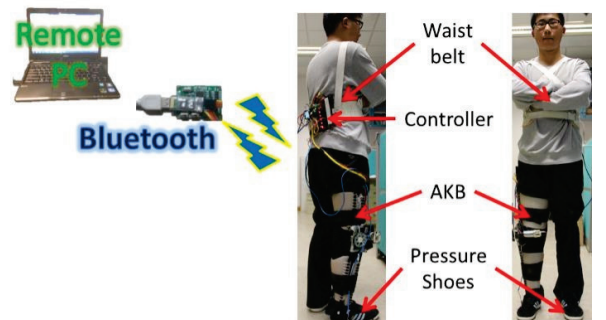 Remote
PC
Bluetooth
Waist
belt
Controller
AKB
Pressure
Shoes